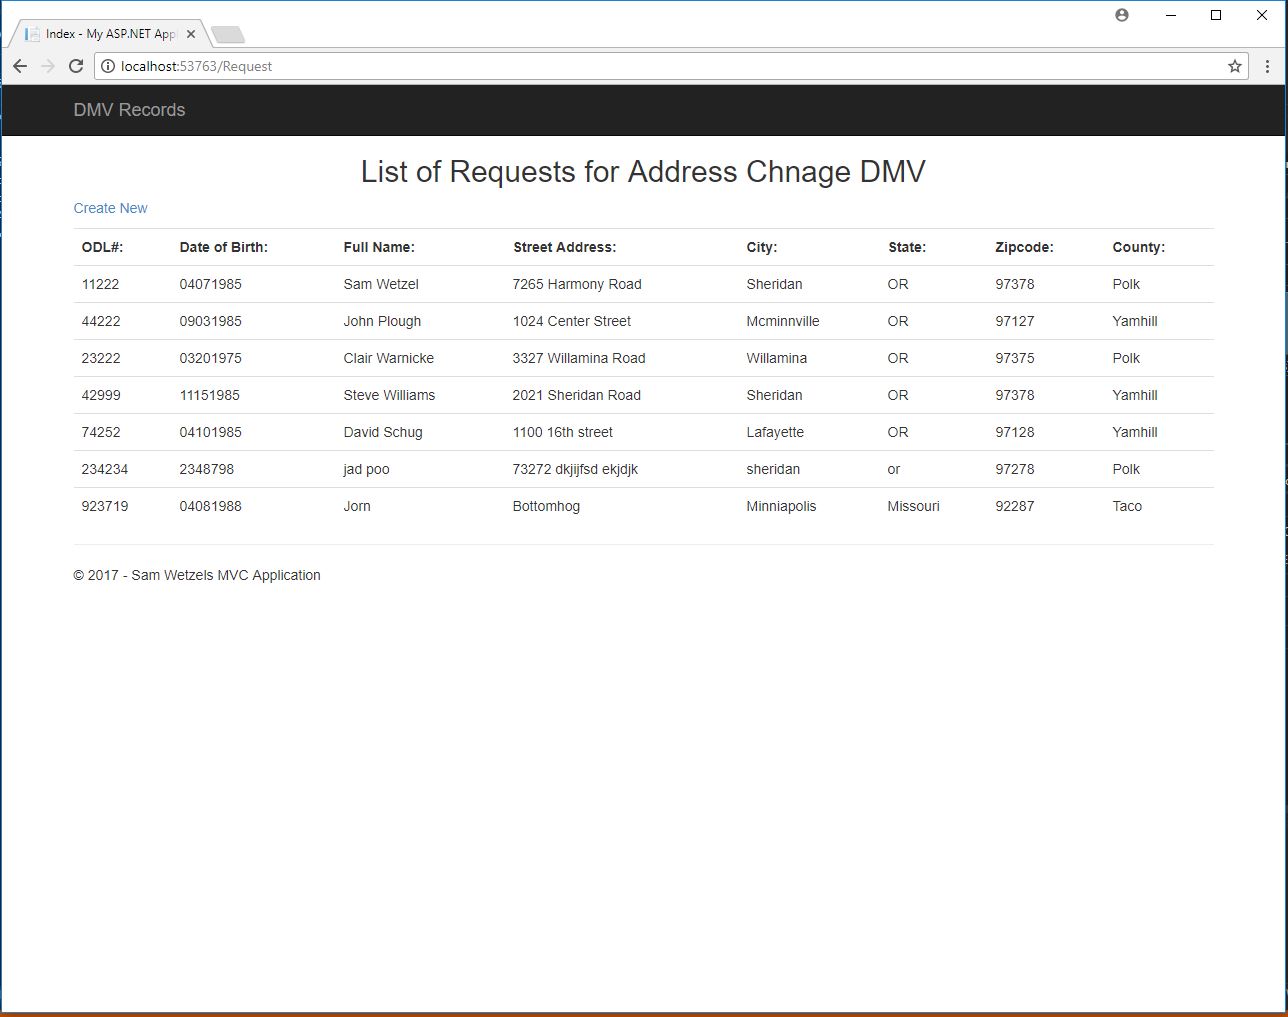 Index - My ASP.NET Appl
localhost:53763/Request
DMV Records
List of Requests for Address Chnage DMV
Create New
ODL#: Date of Birth: Full Name: Street Address: City: State: Zipcode: County:
11222 04071985 Sam Wetzel 7265 Harmony Road Sheridan OR 97378 Polk
44222 09031985 John Plough 1024 Center Street Mcminnville OR 97127 Yamhill
23222 03201975 Clair Warnicke 3327 Willamina Road Willamina OR 97375 Polk
42999 11151985 Steve Williams 2021 Sheridan Road Sheridan OR 97378 Yamhill
74252 04101985 David Schug 1100 16th street Lafayette OR 97128 Yamhill
234234 2348798 jad poo 73272 dkjijfsd ekjdjk sheridan or 97278 Polk
923719 04081988 Jorn Bottomhog Minniapolis Missouri 92287 Taco
© 2017 - Sam Wetzels MVC Application